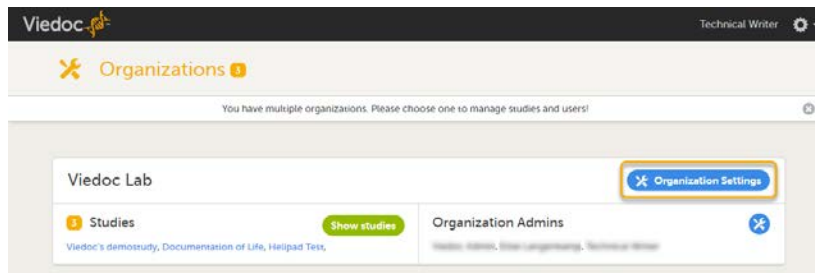 Viedoc
Technical Writer
Organizations 3
You have multiple organizations. Please choose one to manage studies and users!
Viedoc Lab
Organization Settings
3 Studies
Show studies
Organization Admins
Viedoc's demostudy, Documentation of Life, Helipad Test,